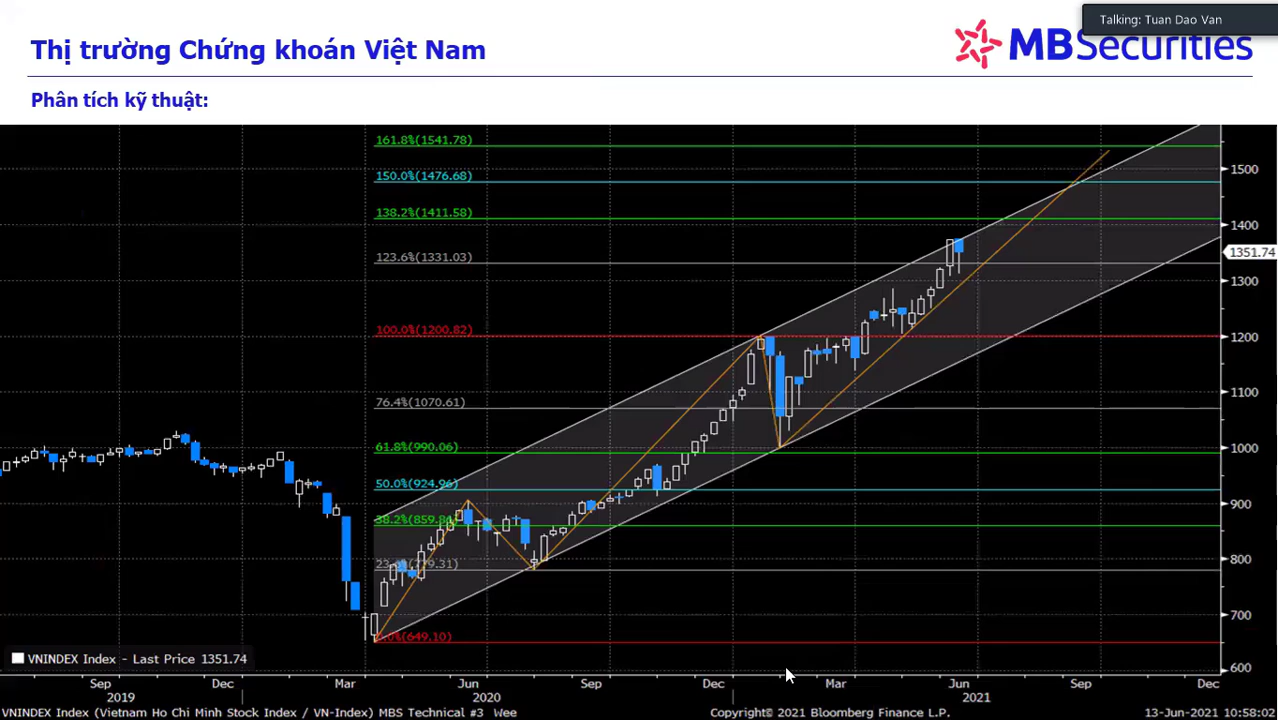 Talking: Tuan Dao Van
Thị trường Chứng khoán Việt Nam
MBSecurities
Phân tích kỹ thuật:
161.8%(1541.78)
150.0%(1476.68)
138.2%(1411.58)
123.6%(1331.03)
100.0%(1200.82)
76.4%(1070.61)
61.8%(990.06)
50.0%(924.96)
38.2%(859.86)
(649.10)
1500
1400
1351.74
1300
1200
1100
1000
900
800
700
600
VNINDEX Index - Last Price 1351.74
Sep Dec Mar Jun Sep Dec Mar Jun Sep Dec
2019 2020 2021
VNINDEX Index (Vietnam Ho Chi Minh Stock Index / VN-Index) MBS Technical #3 Wee Copyright© 2021 Bloomberg Finance L.P. 13-Jun-2021 10:58:02